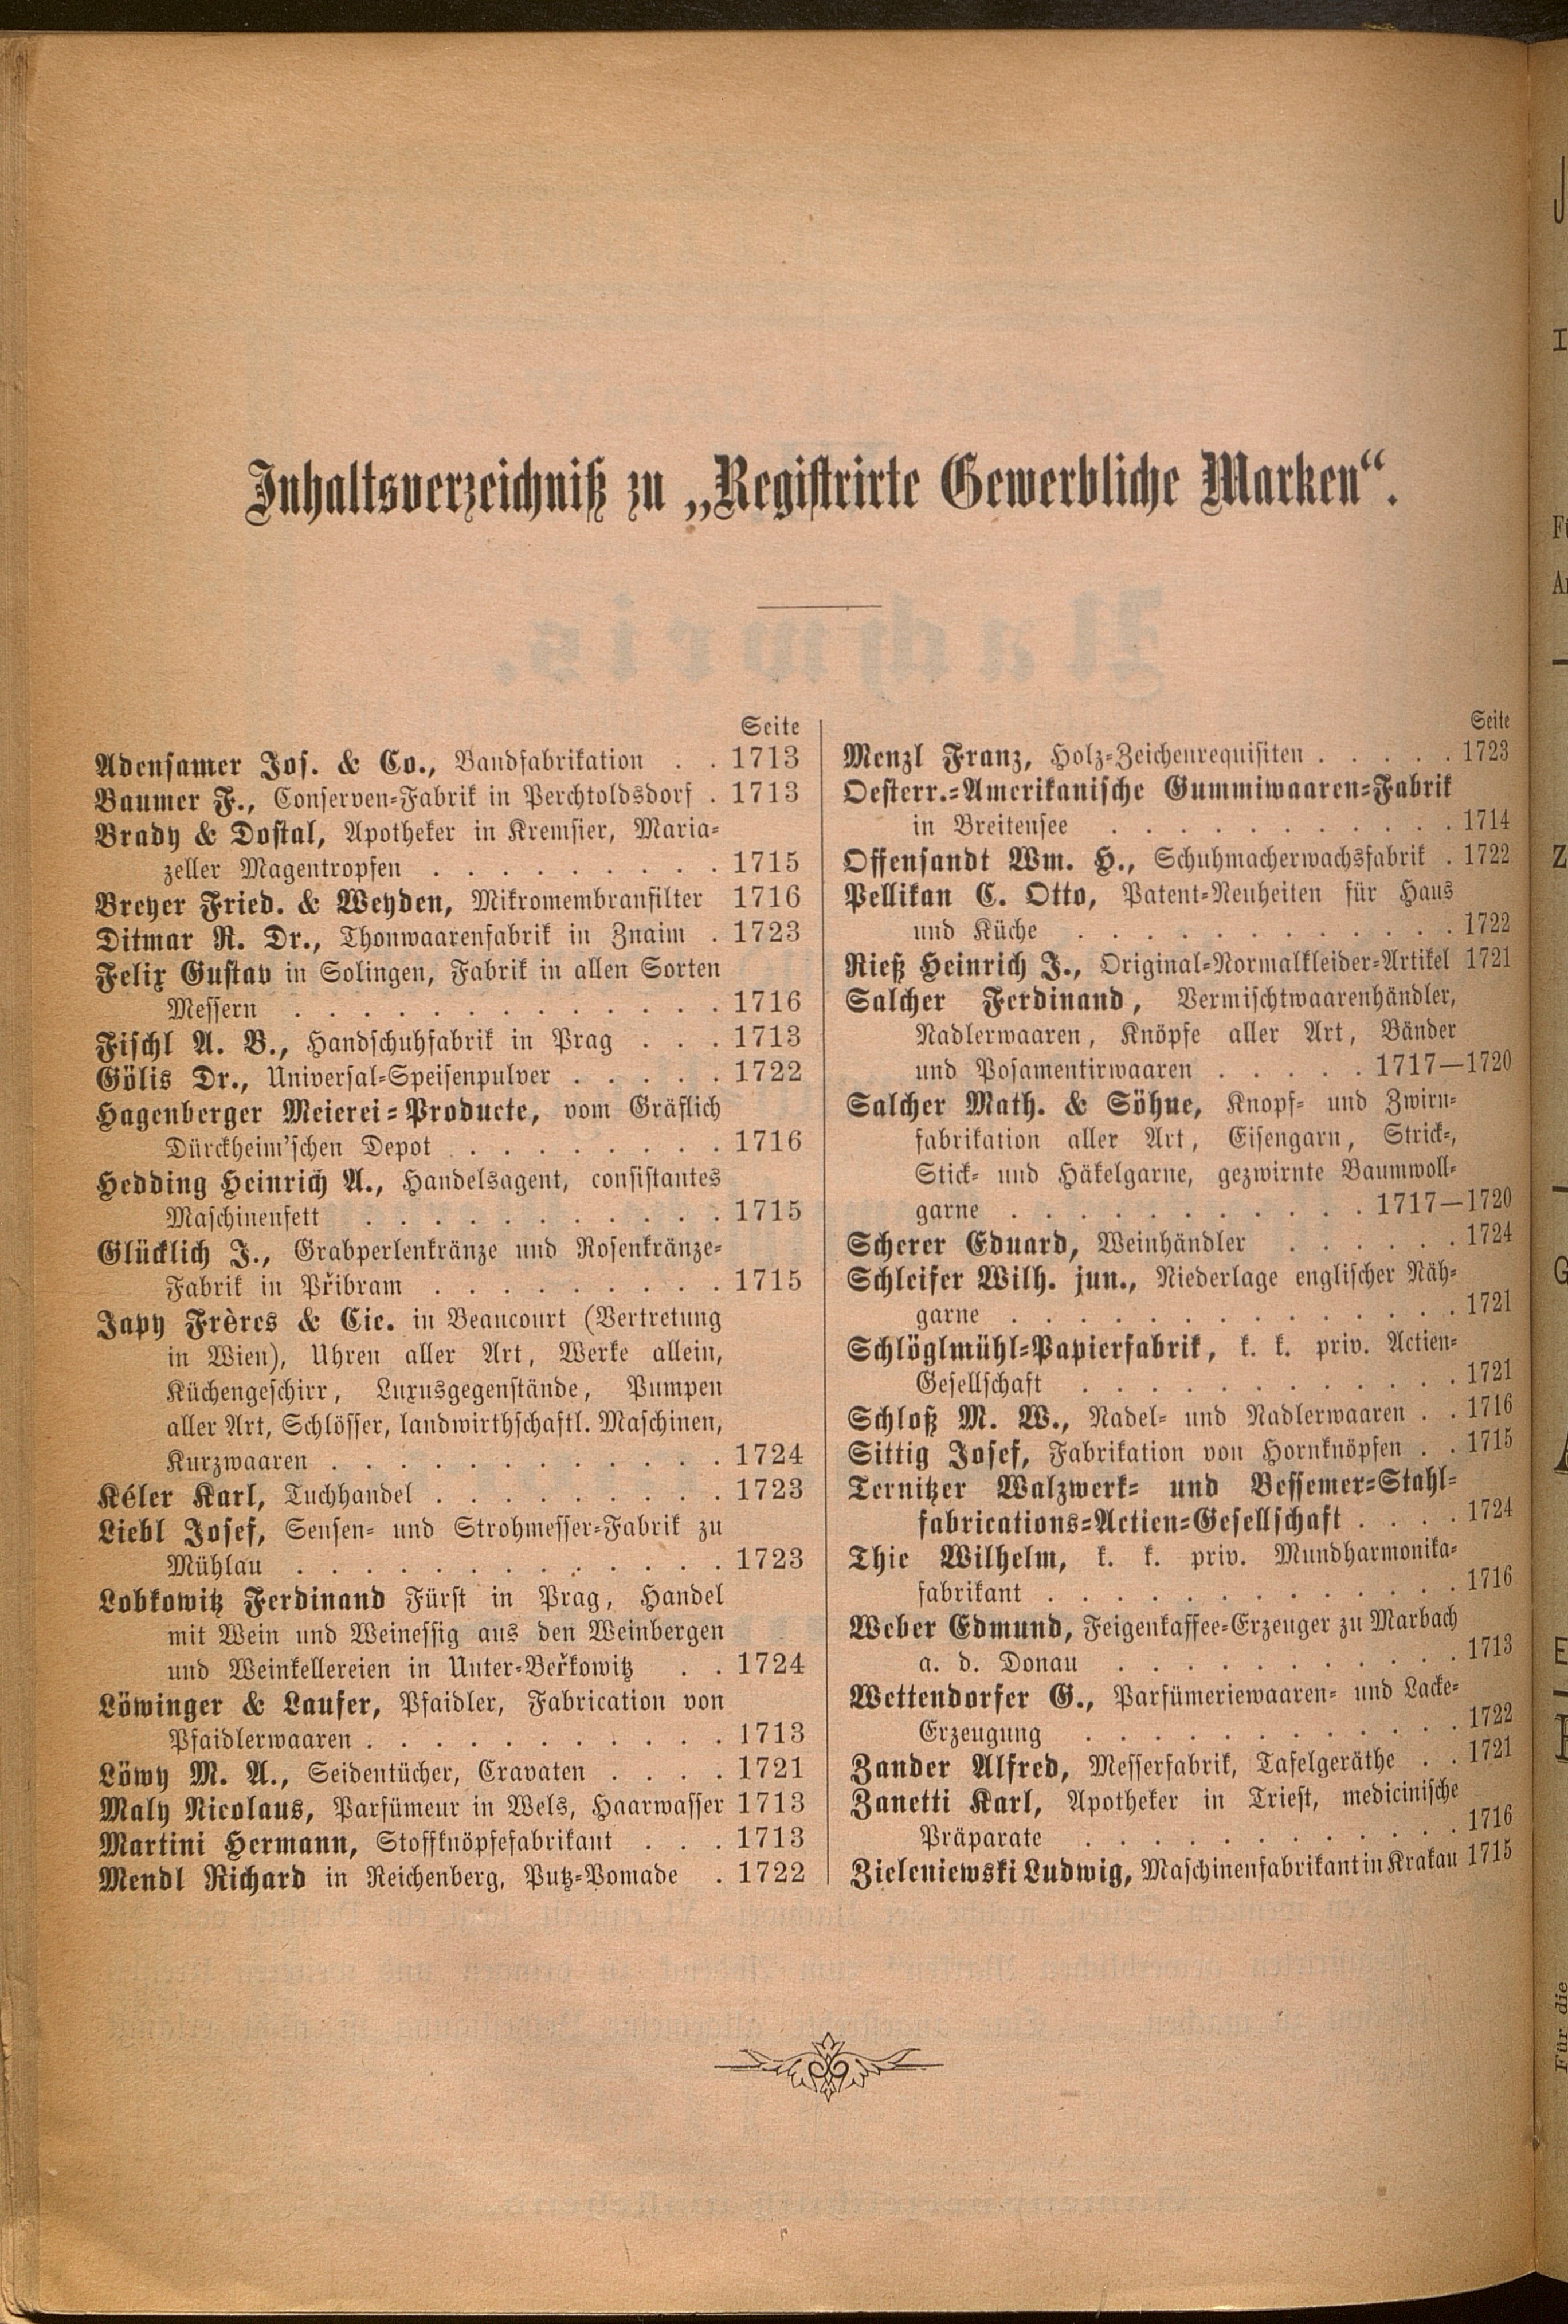 Inhaltsverzeichniß zu „Registrirte Gewerbliche Marken“.
Seite
Adensamer Jos. & Co., Bandfabrikation . . 1713
Baumer F., Conserven-Fabrik in Perchtoldsdorf . 1713
Brady & Dostal, Apotheker in Kremsier, Maria-
zeller Magentropfen . . . . . . . . . 1715
Breyer Fried. & Weyden, Mikromembranfilter 1716
Ditmar R. Dr., Thonwaarenfabrik in Znaim . 1723
Felix Gustav in Solingen, Fabrik in allen Sorten
Messern . . . . . . . . . . . . . 1716
Fischl A. B., Handschuhfabrik in Prag . . . 1713
Gölis Dr., Universal-Speisenpulver . . . . . 1722
Hagenberger Meierei-Producte, vom Gräflich
Dürckheim'schen Depot . . . . . . . . 1716
Hedding Heinrich A., Handelsagent, consistantes
Maschinenfett . . . . . . . . . . . 1715
Glücklich J., Grabperlenkränze und Rosenkränze-
Fabrik in Přibram . . . . . . . . . 1715
Japy Frères & Cie. in Beaucourt (Vertretung
in Wien), Uhren aller Art, Werke allein,
Küchengeschirr, Luxusgegenstände, Pumpen
aller Art, Schlösser, landwirthschaftl. Maschinen,
Kurzwaaren . . . . . . . . . . . . 1724
Kéler Karl, Tuchhandel . . . . . . . . . 1723
Liebl Josef, Sensen- und Strohmesser-Fabrik zu
Mühlau . . . . . . . . . . . . . 1723
Lobkowitz Ferdinand Fürst in Prag, Handel
mit Wein und Weinessig aus den Weinbergen
und Weinkellereien in Unter-Beřkowitz . . 1724
Löwinger & Laufer, Pfaidler, Fabrication von
Pfaidlerwaaren . . . . . . . . . . . 1713
Löwy M. A., Seidentücher, Cravaten . . . . 1721
Maly Nicolaus, Parfümeur in Wels, Haarwasser 1713
Martini Hermann, Stoffknöpfefabrikant . . . 1713
Mendl Richard in Reichenberg, Putz-Pomade . 1722
Seite
Menzl Franz, Holz-Zeichenrequisiten . . . . . 1723
Oesterr.-Amerikanische Gummiwaaren-Fabrik
in Breitensee . . . . . . . . . . . 1714
Offensandt Wm. H., Schuhmacherwachsfabrik . 1722
Pellikan C. Otto, Patent-Neuheiten für Haus
und Küche . . . . . . . . . . . . 1722
Rieß Heinrich J., Original-Normalkleider-Artikel 1721
Salcher Ferdinand, Vermischtwaarenhändler,
Nadlerwaaren, Knöpfe aller Art, Bänder
und Posamentirwaaren . . . . . 1717—1720
Salcher Math. & Söhne, Knopf- und Zwirn-
fabrikation aller Art, Eisengarn, Strick-,
Stick- und Häkelgarne, gezwirnte Baumwoll-
garne . . . . . . . . . . . 1717—1720
Scherer Eduard, Weinhändler . . . . . . 1724
Schleifer Wilh. jun., Niederlage englischer Näh-
garne . . . . . . . . . . . . . . 1721
Schlöglmühl-Papierfabrik, k. k. priv. Actien-
Gesellschaft . . . . . . . . . . . . 1721
Schloß M. W., Nadel- und Nadlerwaaren . . 1716
Sittig Josef, Fabrikation von Hornknöpfen . . 1715
Ternitzer Walzwerk- und Bessemer-Stahl-
fabrications-Actien-Gesellschaft . . . . 1724
Thie Wilhelm, k. k. priv. Mundharmonika-
fabrikant . . . . . . . . . . . . . 1716
Weber Edmund, Feigenkaffee-Erzeuger zu Marbach
a. d. Donau . . . . . . . . . . . 1713
Wettendorfer G., Parfümeriewaaren- und Lacke-
Erzeugung . . . . . . . . . . . . 1722
Zander Alfred, Messerfabrik, Tafelgeräthe . . 1721
Zanetti Karl, Apotheker in Triest, medicinische
Präparate . . . . . . . . . . . . 1716
Zieleniewski Ludwig, Maschinenfabrikant in Krakau 1715
Für die